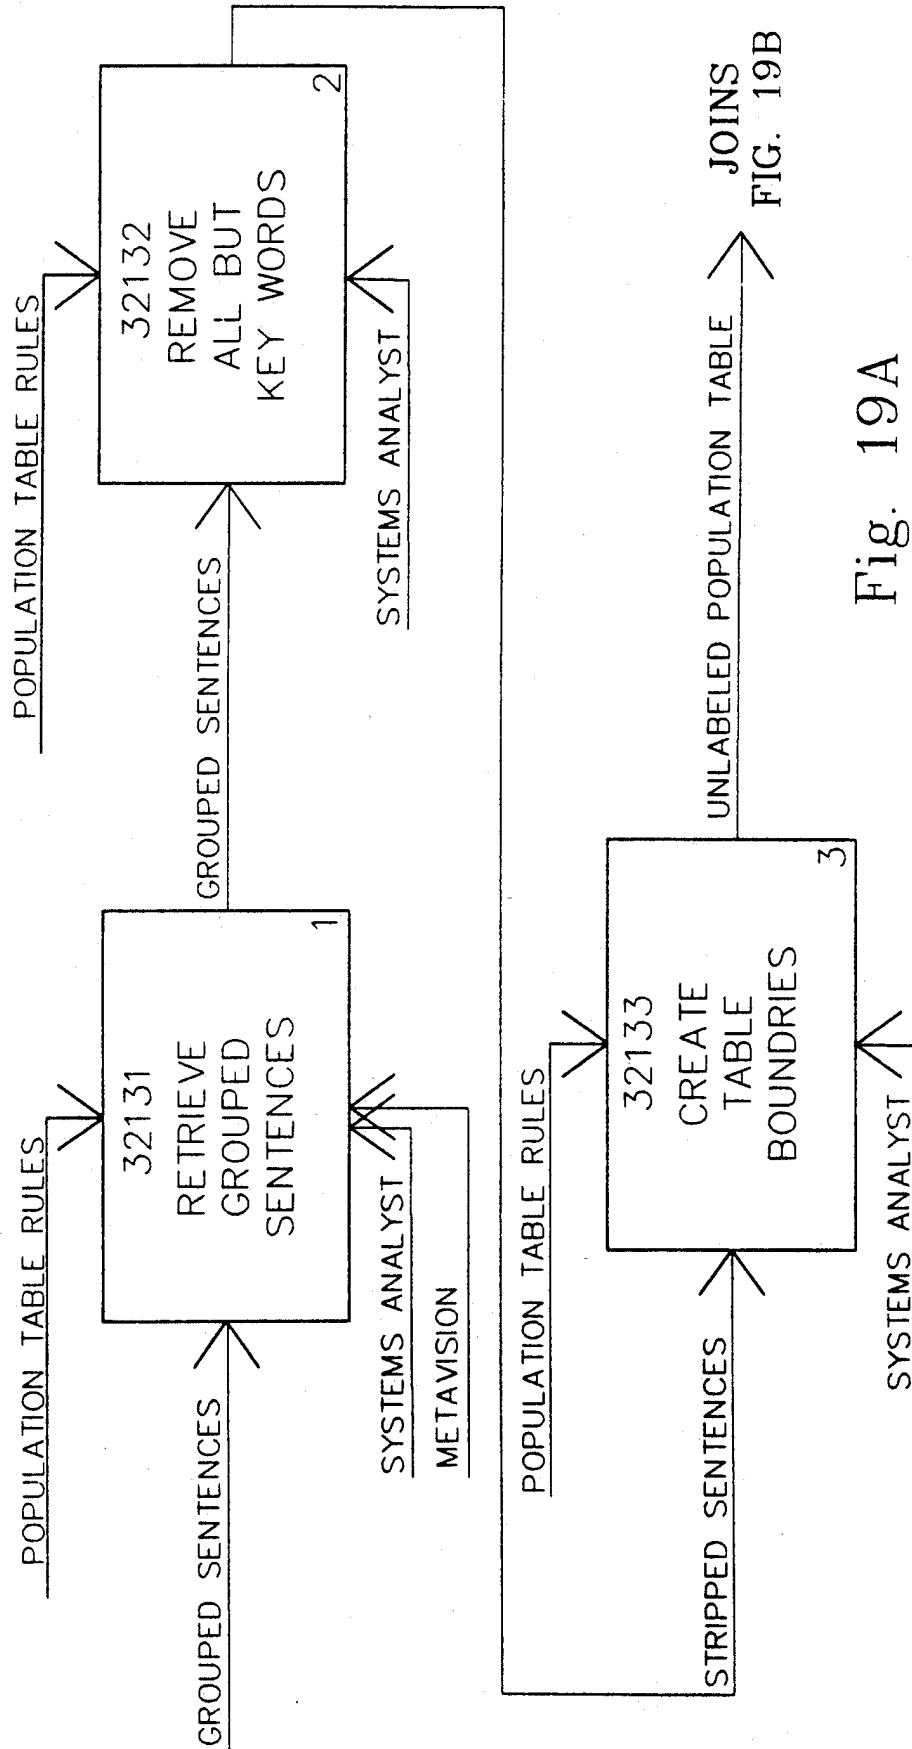 GROUPED SENTENCES
POPULATION TABLE RULES
32131
RETRIEVE
GROUPED
SENTENCES
1
SYSTEMS ANALYST
METAVISION
GROUPED SENTENCES
POPULATION TABLE RULES
32132
REMOVE
ALL BUT
KEY WORDS
2
SYSTEMS ANALYST
STRIPPED SENTENCES
POPULATION TABLE RULES
32133
CREATE
TABLE
BOUNDRIES
3
SYSTEMS ANALYST
UNLABELED POPULATION TABLE
JOINS
FIG. 19B
Fig. 19A